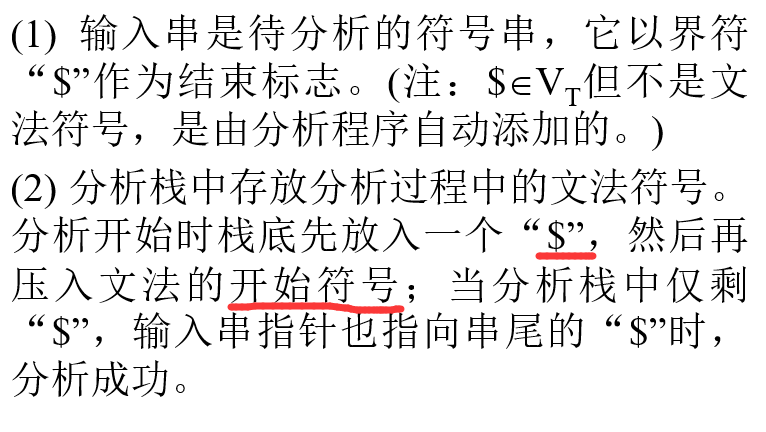 (1) 输入串是待分析的符号串，它以界符
“$”作为结束标志。(注：$∈V_T但不是文
法符号，是由分析程序自动添加的。)
(2) 分析栈中存放分析过程中的文法符号。
分析开始时栈底先放入一个“$”，然后再
压入文法的开始符号；当分析栈中仅剩
“$”，输入串指针也指向串尾的“$”时，
分析成功。